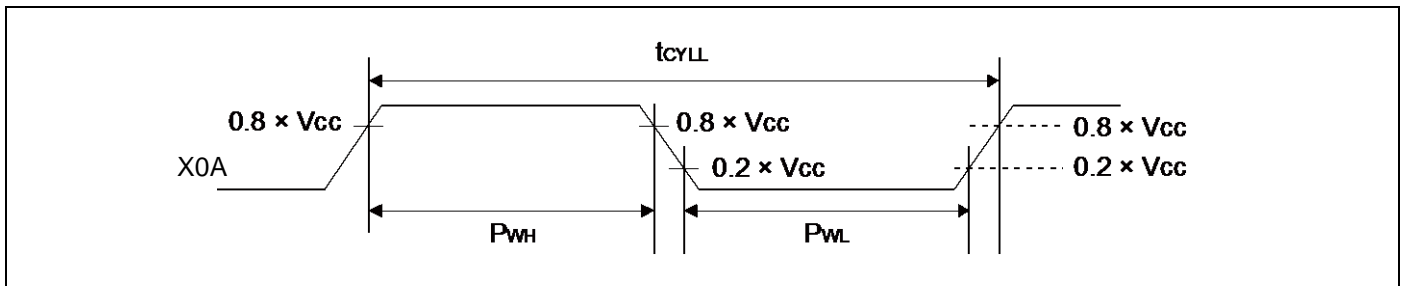 tCYLL
0.8 × Vcc
0.8 × Vcc
0.8 × Vcc
X0A
0.2 × Vcc
0.2 × Vcc
PWH
PWL